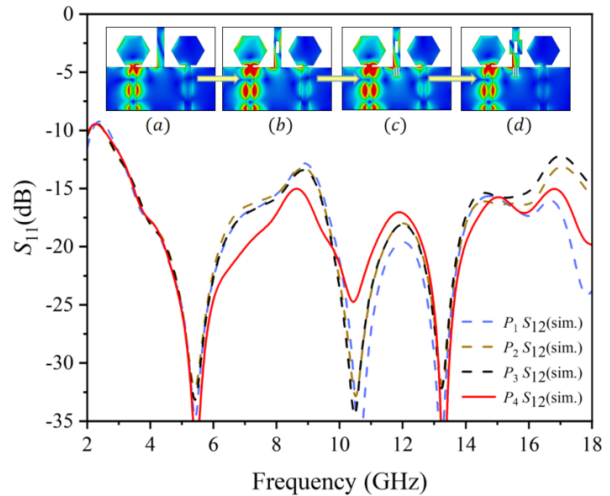 0
-5
-10
-15
-20
-25
-30
-35
S11(dB)
(a) (b) (c) (d)
P1 S12(sim.)
P2 S12(sim.)
P3 S12(sim.)
P4 S12(sim.)
2 4 6 8 10 12 14 16 18
Frequency (GHz)